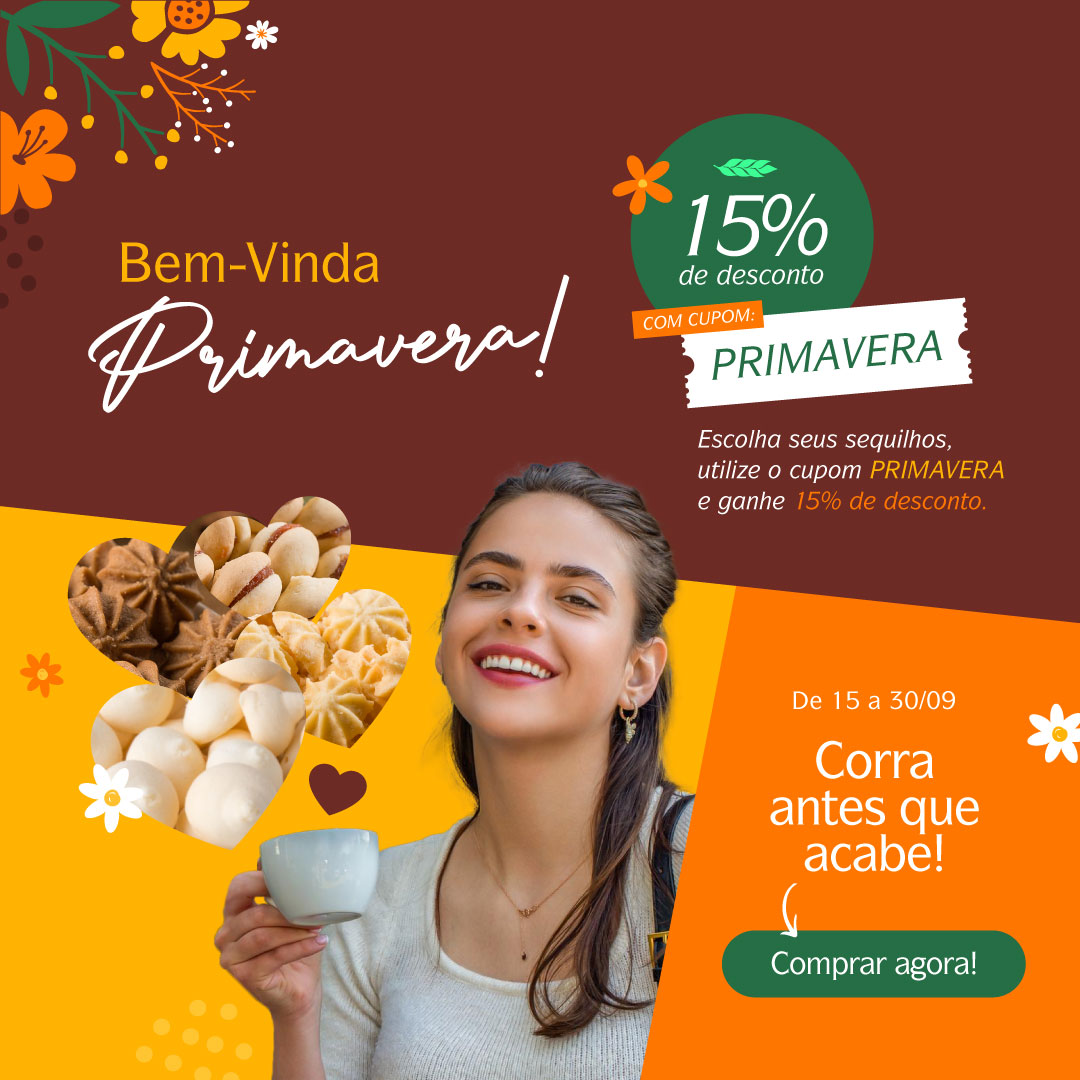 Bem-Vinda
Primavera!
15%
de desconto
COM CUPOM:
PRIMAVERA
Escolha seus sequilhos,
utilize o cupom PRIMAVERA
e ganhe 15% de desconto.
De 15 a 30/09
Corra
antes que
acabe!
Comprar agora!